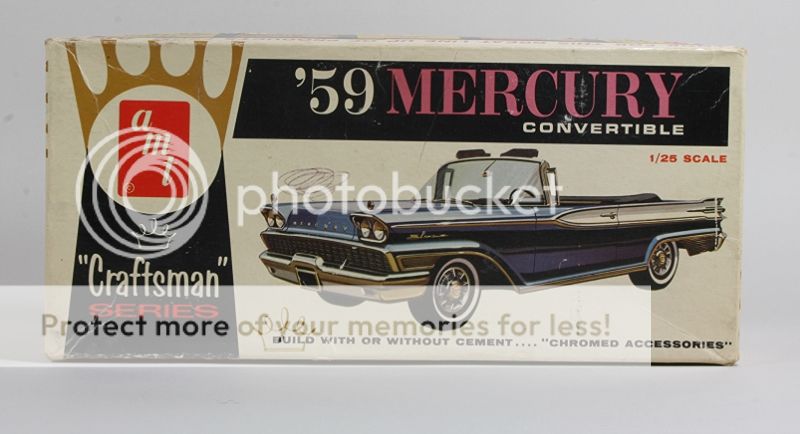 '59 MERCURY
CONVERTIBLE
1/25 SCALE
amt
©
"Craftsman"
SERIES
MERCURY
photobucket
Protect more of your memories for less!
BUILD WITH OR WITHOUT CEMENT.... "CHROMED ACCESSORIES"